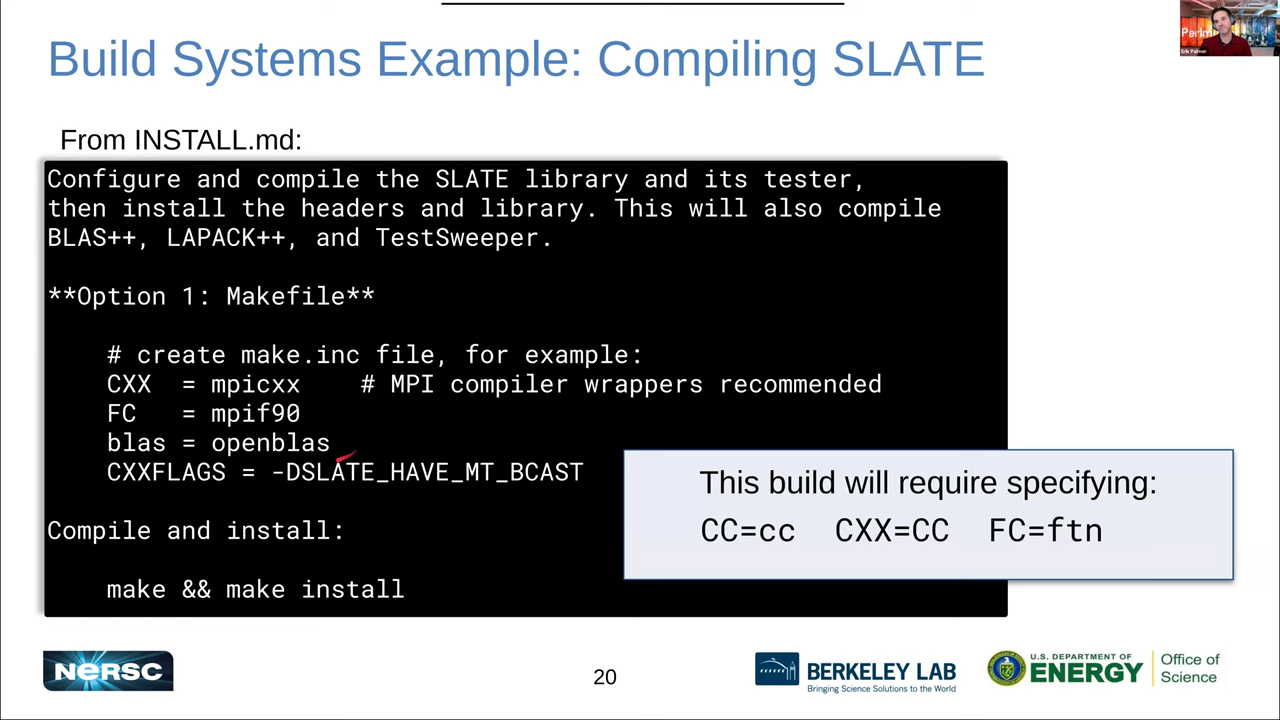 Build Systems Example: Compiling SLATE
Erik Palmer
From INSTALL.md:
Configure and compile the SLATE library and its tester,
then install the headers and library. This will also compile
BLAS++, LAPACK++, and TestSweeper.
**Option 1: Makefile**
# create make.inc file, for example:
CXX = mpicxx # MPI compiler wrappers recommended
FC = mpif90
blas = openblas
CXXFLAGS = -DSLATE_HAVE_MT_BCAST
Compile and install:
make && make install
This build will require specifying:
CC=cc CXX=CC FC=ftn
NERSC
20
BERKELEY LAB
Bringing Science Solutions to the World
U.S. DEPARTMENT OF
ENERGY
Office of
Science